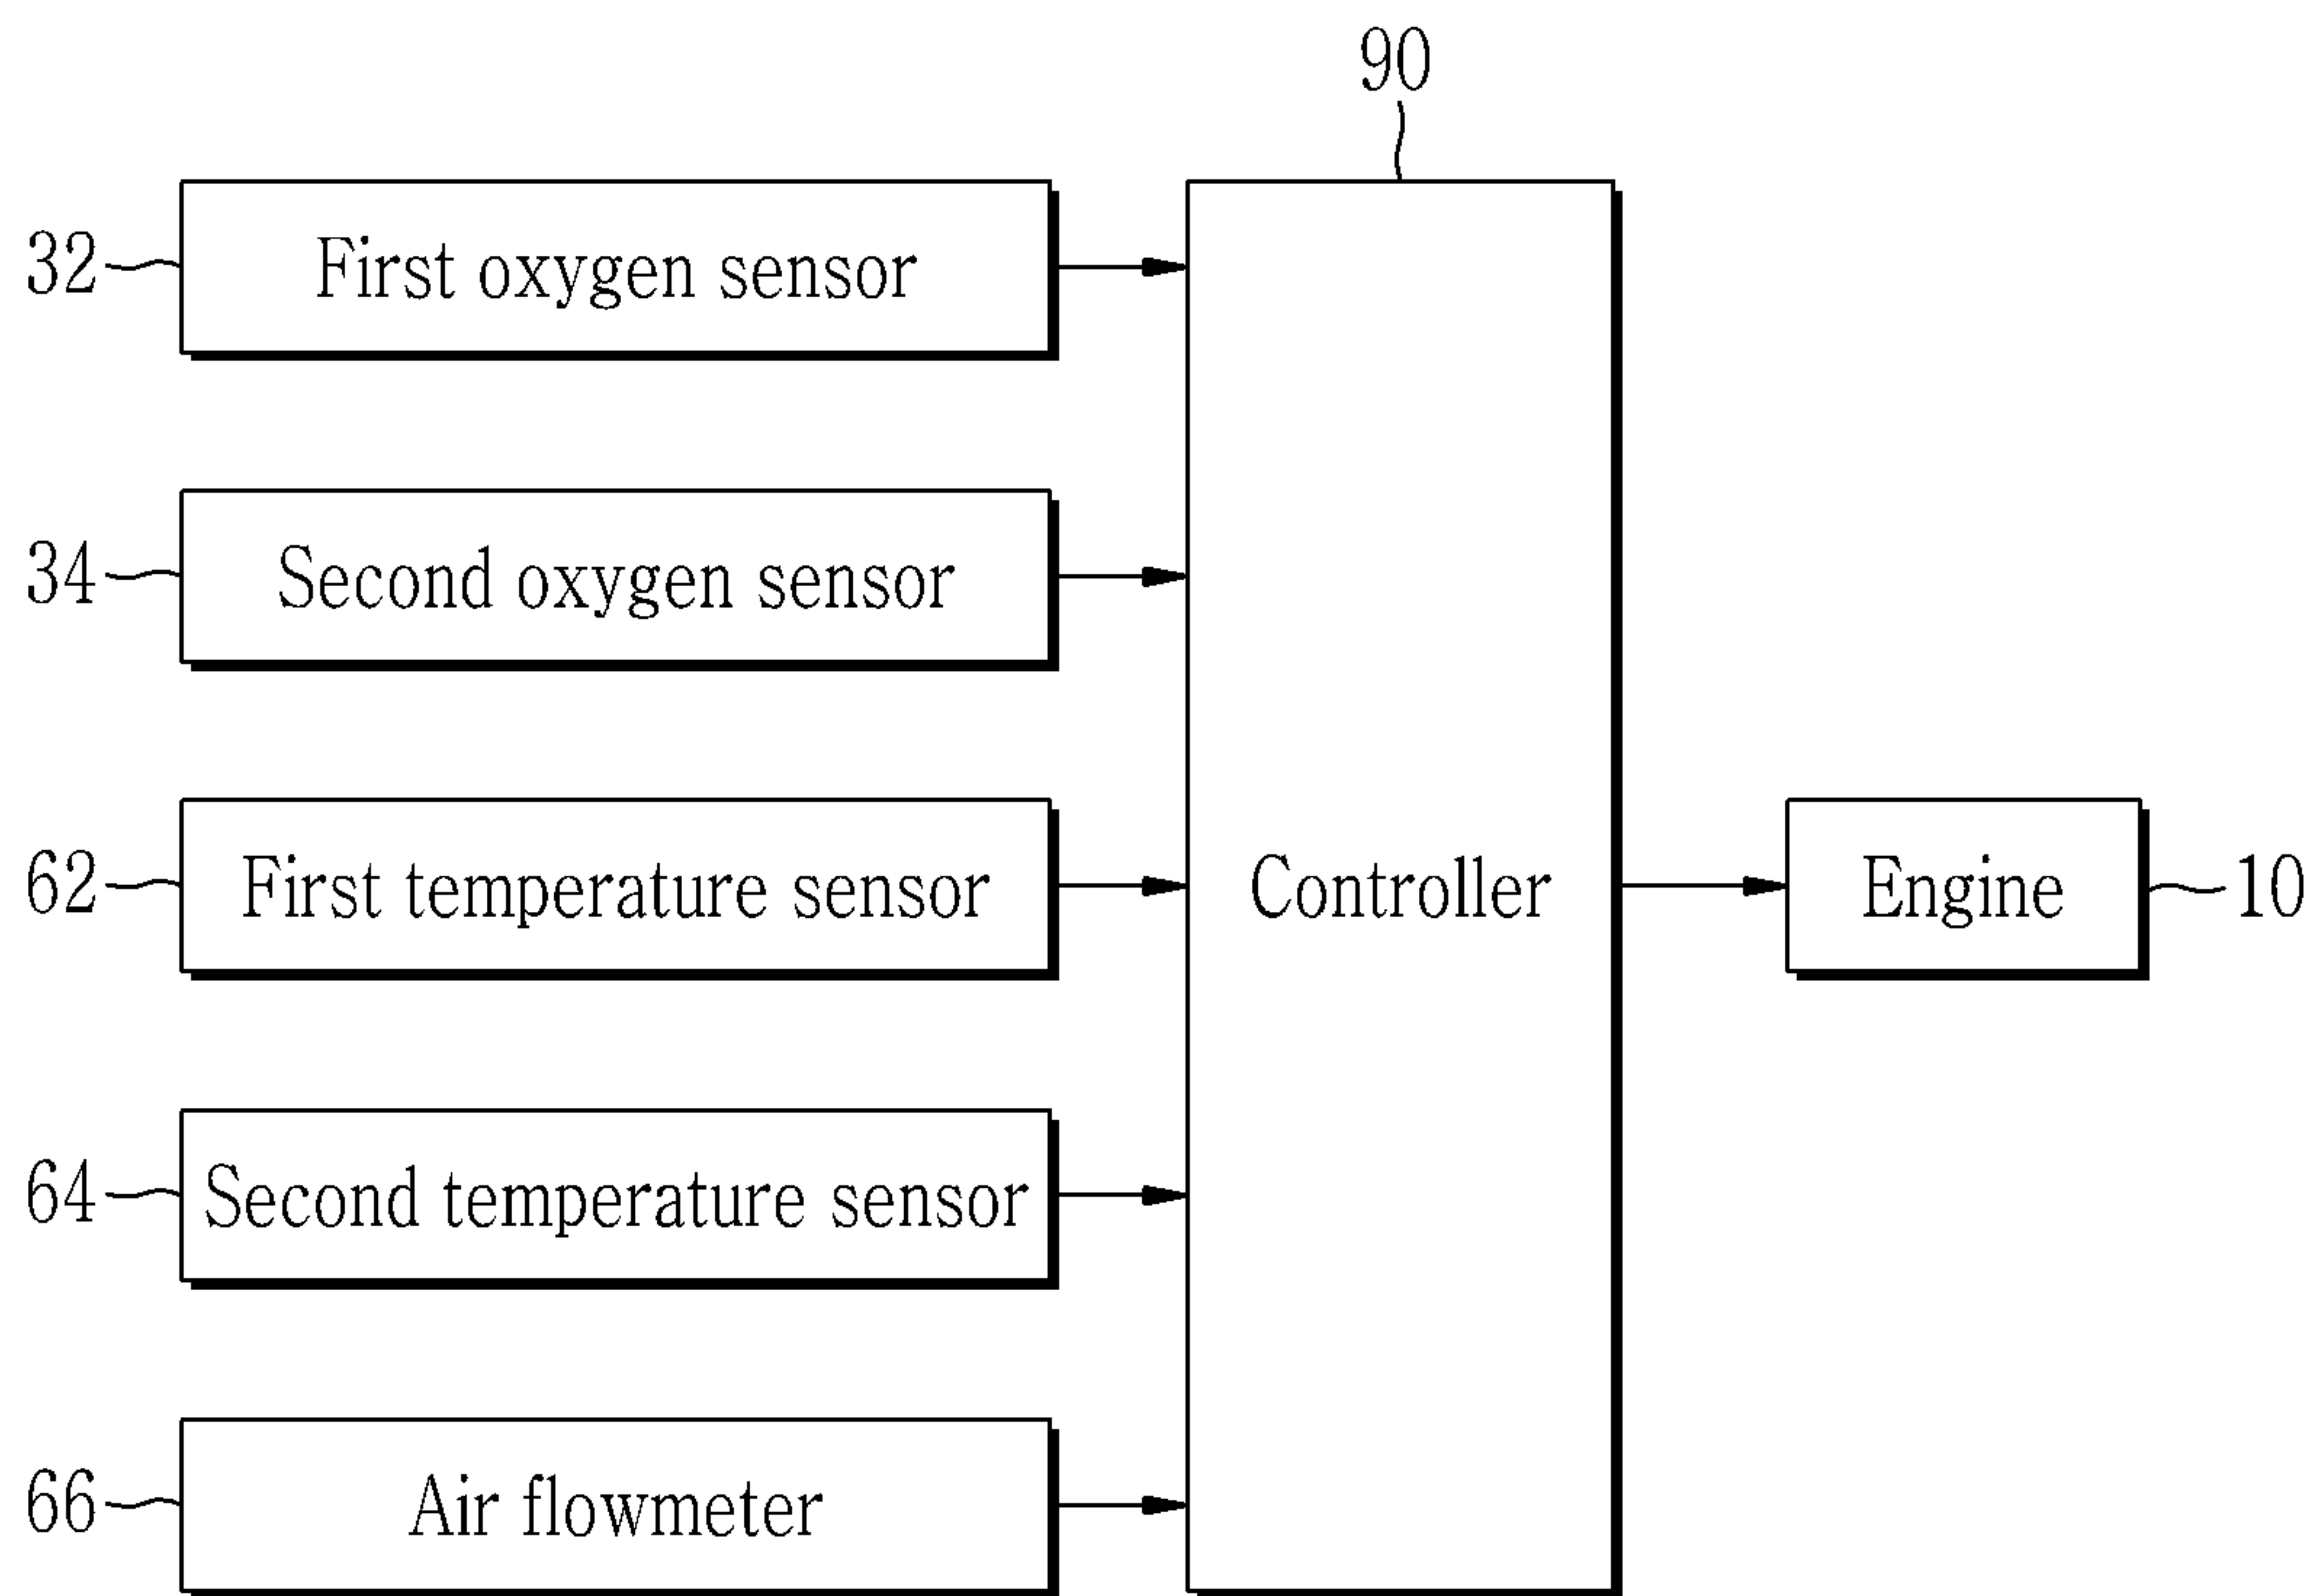 90
32 First oxygen sensor
34 Second oxygen sensor
62 First temperature sensor Controller Engine 10
64 Second temperature sensor
66 Air flowmeter